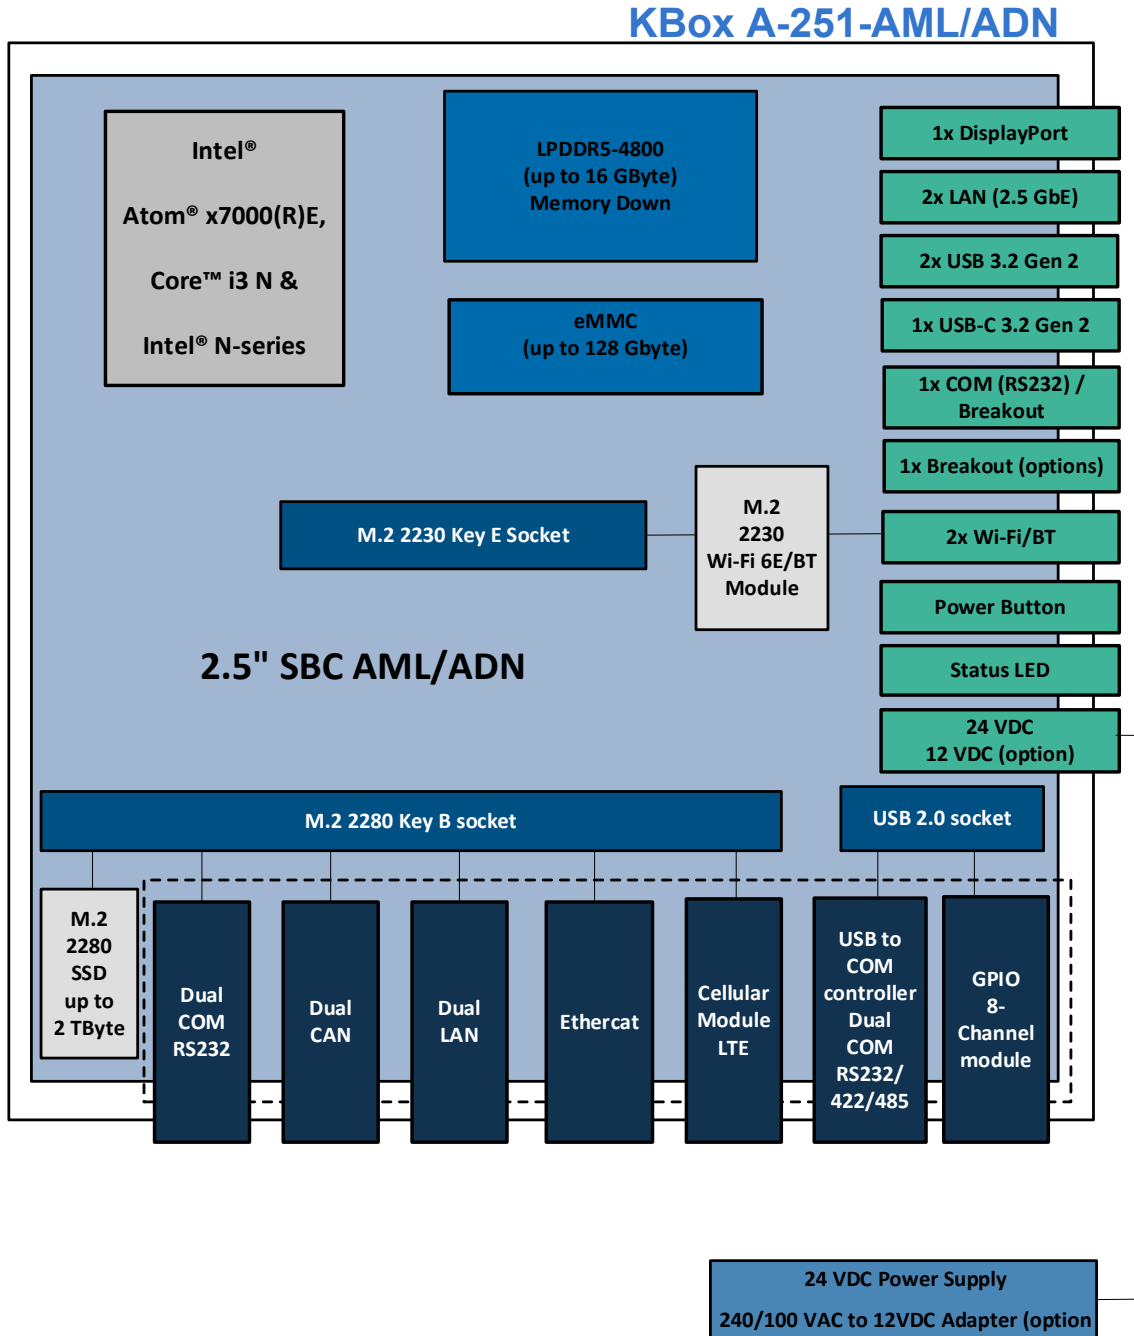 KBox A-251-AML/ADN
Intel®
Atom® x7000(R)E,
Core™ i3 N &
Intel® N-series
LPDDR5-4800
(up to 16 GByte)
Memory Down
eMMC
(up to 128 Gbyte)
1x DisplayPort
2x LAN (2.5 GbE)
2x USB 3.2 Gen 2
1x USB-C 3.2 Gen 2
1x COM (RS232) /
Breakout
1x Breakout (options)
M.2 2230 Key E Socket
M.2
2230
Wi-Fi 6E/BT
Module
2x Wi-Fi/BT
Power Button
Status LED
24 VDC
12 VDC (option)
2.5" SBC AML/ADN
M.2 2280 Key B socket
USB 2.0 socket
M.2
2280
SSD
up to
2 TByte
Dual
COM
RS232
Dual
CAN
Dual
LAN
Ethercat
Cellular
Module
LTE
USB to
COM
controller
Dual
COM
RS232/
422/485
GPIO
8-
Channel
module
24 VDC Power Supply
240/100 VAC to 12VDC Adapter (option